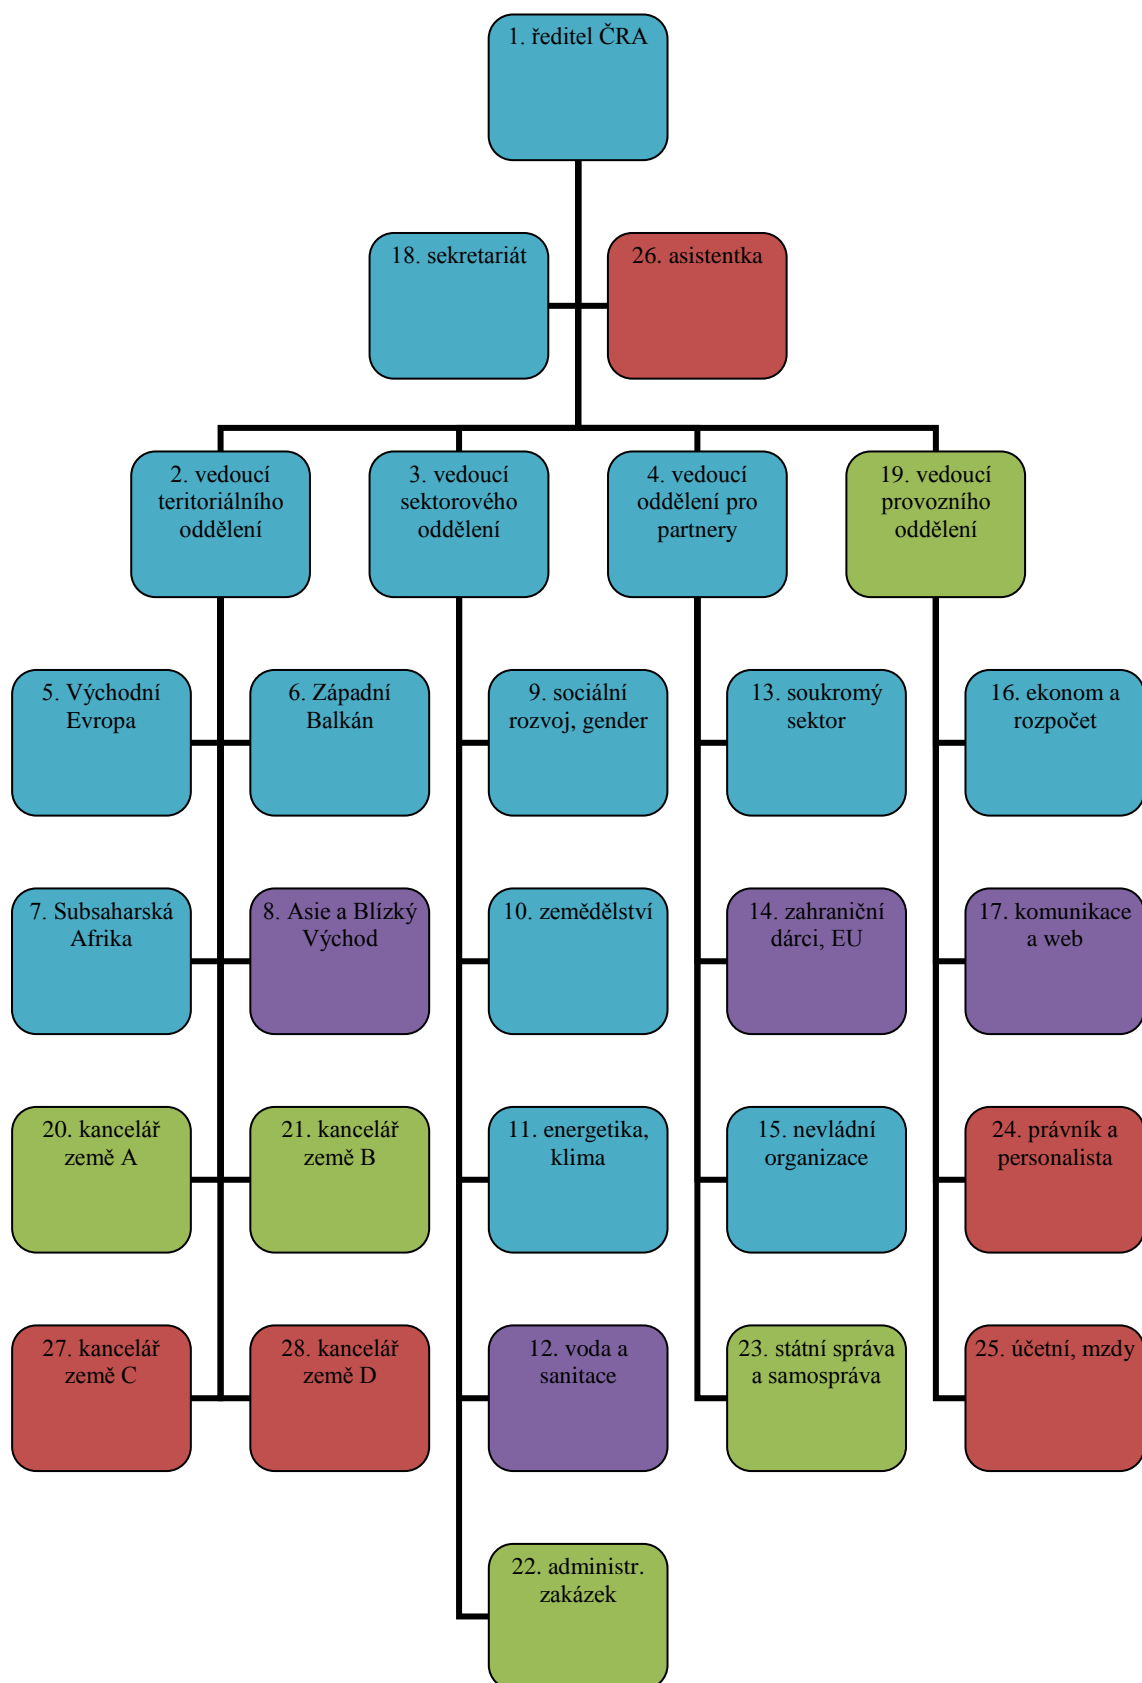 1. ředitel ČRA
18. sekretariát
26. asistentka
2. vedoucí
teritoriálního
oddělení
3. vedoucí
sektorového
oddělení
4. vedoucí
oddělení pro
partnery
19. vedoucí
provozního
oddělení
5. Východní
Evropa
6. Západní
Balkán
9. sociální
rozvoj, gender
13. soukromý
sektor
16. ekonom a
rozpočet
7. Subsaharská
Afrika
8. Asie a Blízký
Východ
10. zemědělství
14. zahraniční
dárci, EU
17. komunikace
a web
20. kancelář
země A
21. kancelář
země B
11. energetika,
klima
15. nevládní
organizace
24. právník a
personalista
27. kancelář
země C
28. kancelář
země D
12. voda a
sanitace
23. státní správa
a samospráva
25. účetní, mzdy
22. administr.
zakázek